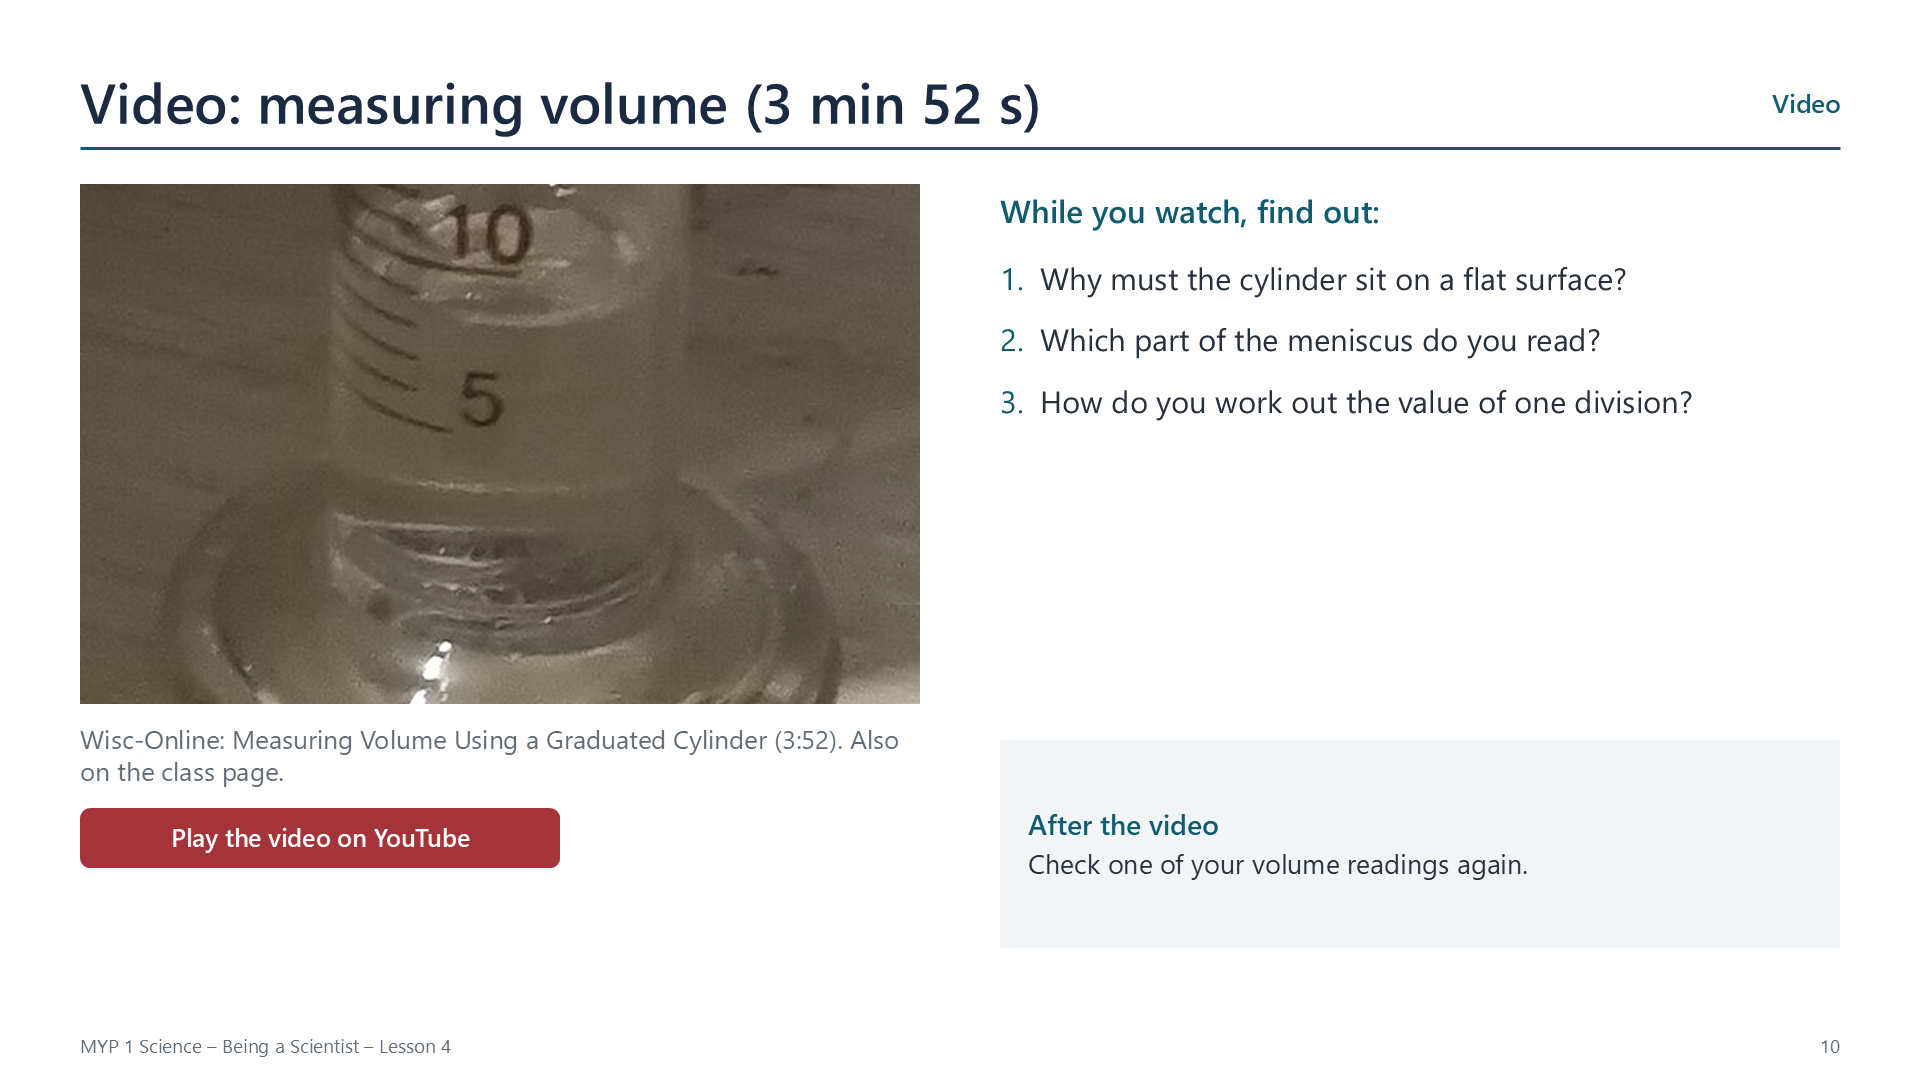 Video: measuring volume (3 min 52 s)
Video
10
5
Wisc-Online: Measuring Volume Using a Graduated Cylinder (3:52). Also
on the class page.
Play the video on YouTube
While you watch, find out:
1. Why must the cylinder sit on a flat surface?
2. Which part of the meniscus do you read?
3. How do you work out the value of one division?
After the video
Check one of your volume readings again.
MYP 1 Science – Being a Scientist – Lesson 4
10